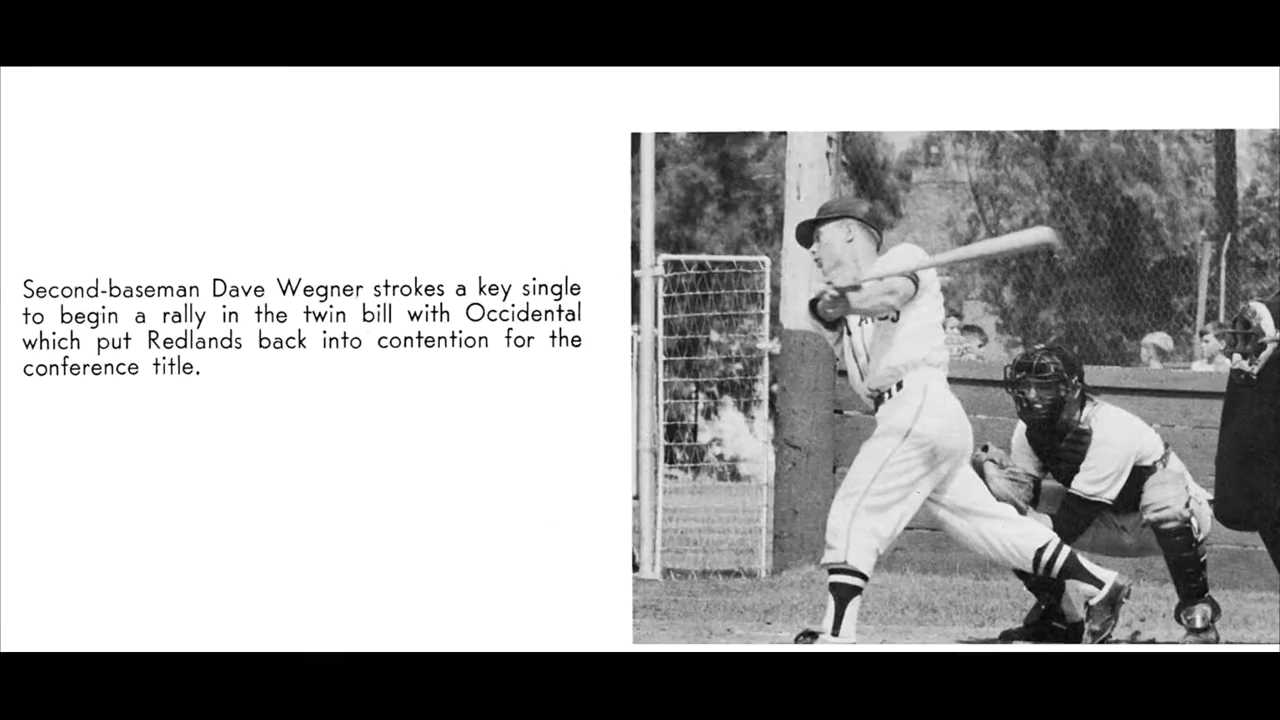 Second-baseman Dave Wegner strokes a key single
to begin a rally in the twin bill with Occidental
which put Redlands back into contention for the
conference title.